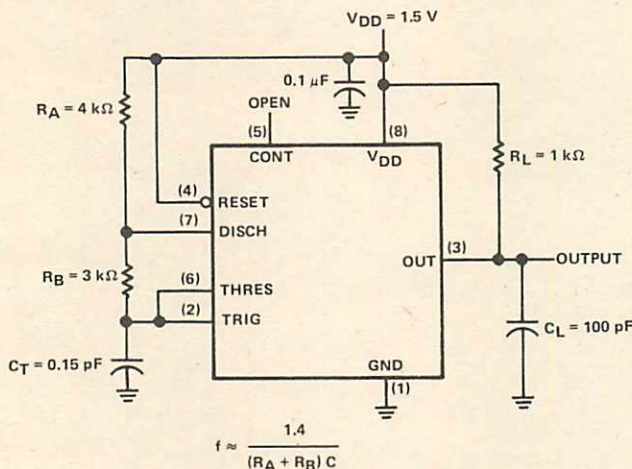 V_DD = 1.5 V
0.1 μF
R_A = 4 kΩ
OPEN
(5)
(8)
CONT
V_DD
R_L = 1 kΩ
(4)
RESET
(7)
DISCH
(3)
OUT
OUTPUT
R_B = 3 kΩ
(6)
THRES
(2)
TRIG
C_T = 0.15 pF
C_L = 100 pF
GND
(1)
f ≈ 1.4
(R_A + R_B) C